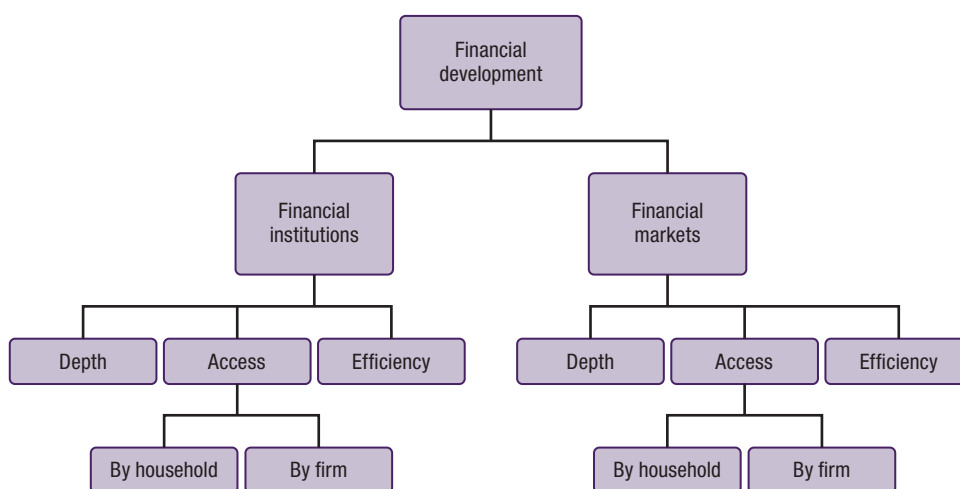 Financial
development
Financial
institutions
Financial
markets
Depth
Access
Efficiency
Depth
Access
Efficiency
By household
By firm
By household
By firm